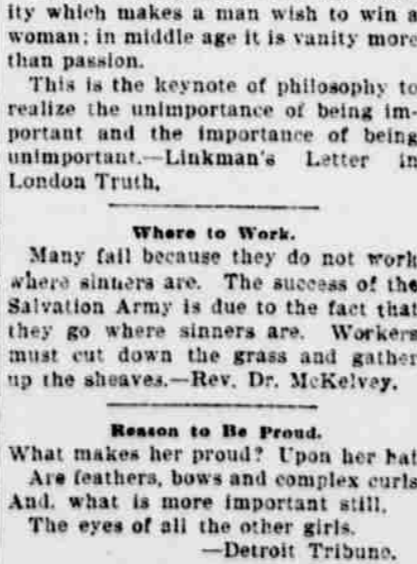 ity which makes a man wish to win a
woman; in middle age it is vanity more
than passion.
This is the keynote of philosophy to
realize the unimportance of being im-
portant and the importance of being
unimportant.—Linkman's Letter in
London Truth.
Where to Work.
Many fail because they do not work
where sinners are. The success of the
Salvation Army is due to the fact that
they go where sinners are. Workers
must cut down the grass and gather
up the sheaves.—Rev. Dr. McKelvey.
Reason to Be Proud.
What makes her proud? Upon her hat
Are feathers, bows and complex curls
And, what is more important still,
The eyes of all the other girls.
—Detroit Tribune.